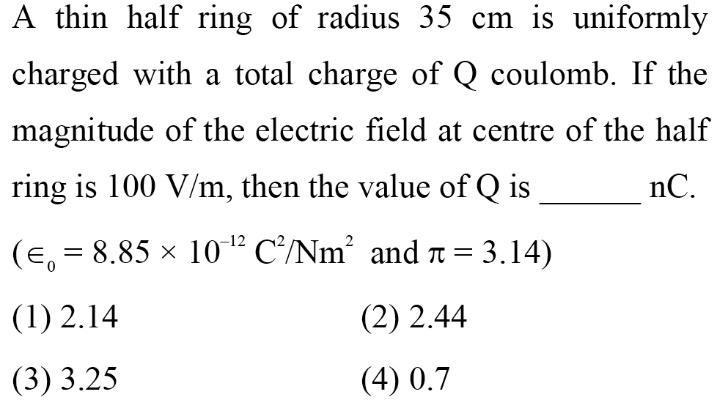 A thin half ring of radius 35 cm is uniformly
charged with a total charge of Q coulomb. If the
magnitude of the electric field at centre of the half
ring is 100 V/m, then the value of Q is ______ nC.
(∈₀ = 8.85 × 10⁻¹² C²/Nm² and π = 3.14)
(1) 2.14 (2) 2.44
(3) 3.25 (4) 0.7